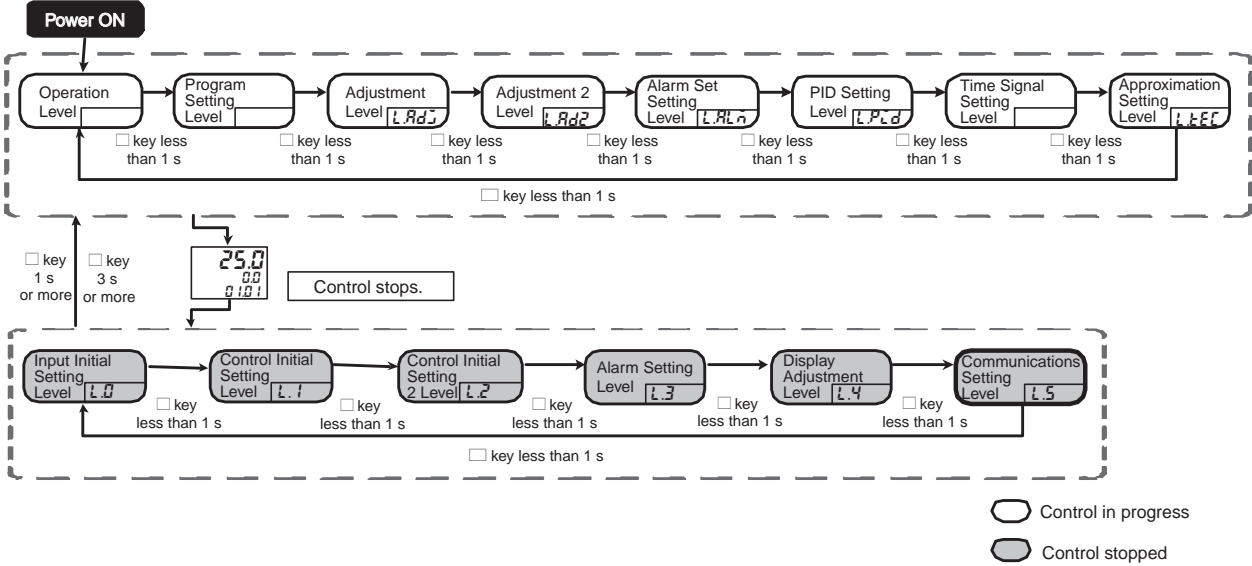 Power ON
Operation
Level
Program
Setting
Level
Adjustment
Level L.AdJ
Adjustment 2
Level L.Ad2
Alarm Set
Setting
Level L.ALm
PID Setting
Level L.PId
Time Signal
Setting
Level
Approximation
Setting
Level L.tEC
□ key less
than 1 s
□ key less
than 1 s
□ key less
than 1 s
□ key less
than 1 s
□ key less
than 1 s
□ key less
than 1 s
□ key less
than 1 s
□ key less than 1 s
□ key
1 s
or more
□ key
3 s
or more
25.0
0.0
01.01
Control stops.
Input Initial
Setting
Level L.0
Control Initial
Setting
Level L.1
Control Initial
Setting
2 Level L.2
Alarm Setting
Level L.3
Display
Adjustment
Level L.4
Communications
Setting
Level L.5
□ key
less than 1 s
□ key
less than 1 s
□ key
less than 1 s
□ key
less than 1 s
□ key
less than 1 s
□ key less than 1 s
Control in progress
Control stopped